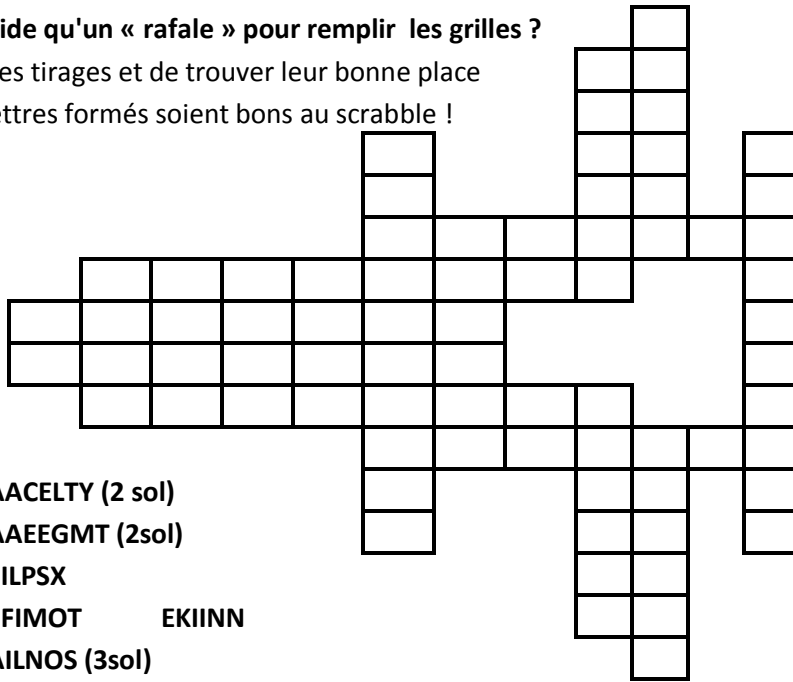 ide qu'un « rafale » pour remplir les grilles ?
es tirages et de trouver leur bonne place
ettres formés soient bons au scrabble !
AACELTY (2 sol)
AAEEGMT (2sol)
ILPSX
FIMOT EKIINN
AILNOS (3sol)